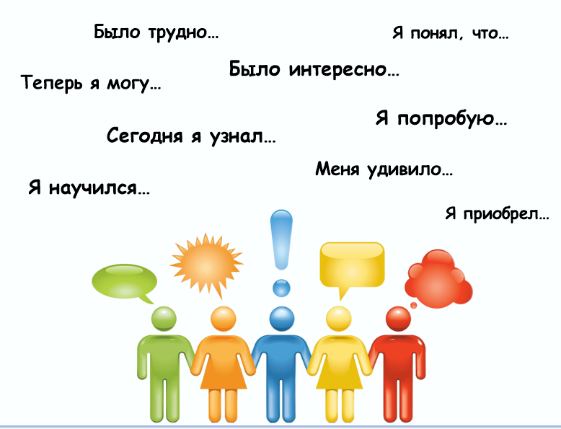 Было трудно…
Я понял, что…
Было интересно…
Теперь я могу…
Я попробую…
Сегодня я узнал…
Меня удивило…
Я научился…
Я приобрел…